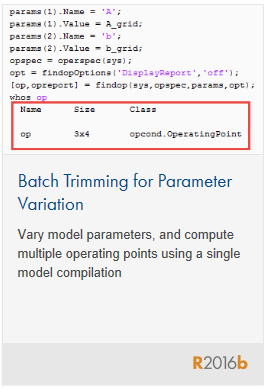 params(1).Name = 'A';
params(1).Value = A_grid;
params(2).Name = 'b';
params(2).Value = b_grid;
opspec = operspec(sys);
opt = findopOptions('DisplayReport','off');
[op,opreport] = findop(sys,opspec,params,opt);
whos op
Name Size Class
op 3x4 opcond.OperatingPoint
Batch Trimming for Parameter
Variation
Vary model parameters, and compute
multiple operating points using a single
model compilation
R2016b